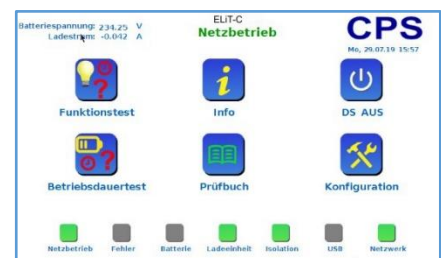 Batteriespannung: 234.25 V
Ladestrom: -0.042 A
ELiT-C
Netzbetrieb
CPS
Mo, 29.07.19 15:57
Funktionstest
Info
DS AUS
Betriebsdauertest
Prüfbuch
Konfiguration
Netzbetrieb
Fehler
Batterie
Ladeeinheit
Isolation
USB
Netzwerk